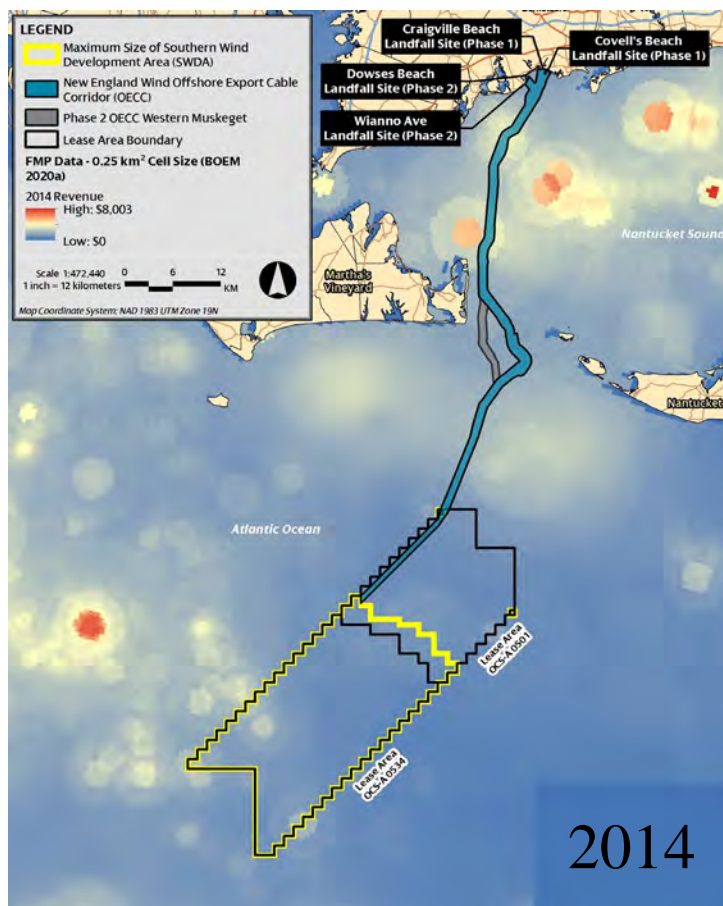 LEGEND
Maximum Size of Southern Wind
Development Area (SWDA)
New England Wind Offshore Export Cable
Corridor (OECC)
Phase 2 OECC Western Muskeget
Lease Area Boundary
FMP Data - 0.25 km² Cell Size (BOEM
2020a)
2014 Revenue
High: $8,003
Low: $0
Scale 1:472,440
1 inch = 12 kilometers
0 6 12
KM
Map Coordinate System: NAD 1983 UTM Zone 19N
Craigville Beach
Landfall Site (Phase 1)
Covell's Beach
Landfall Site (Phase 1)
Dowses Beach
Landfall Site (Phase 2)
Wianno Ave
Landfall Site (Phase 2)
Nantucket Sound
Martha's
Vineyard
Nantucket
Atlantic Ocean
Lease Area
OCS-A 0501
Lease Area
OCS-A 0534
2014